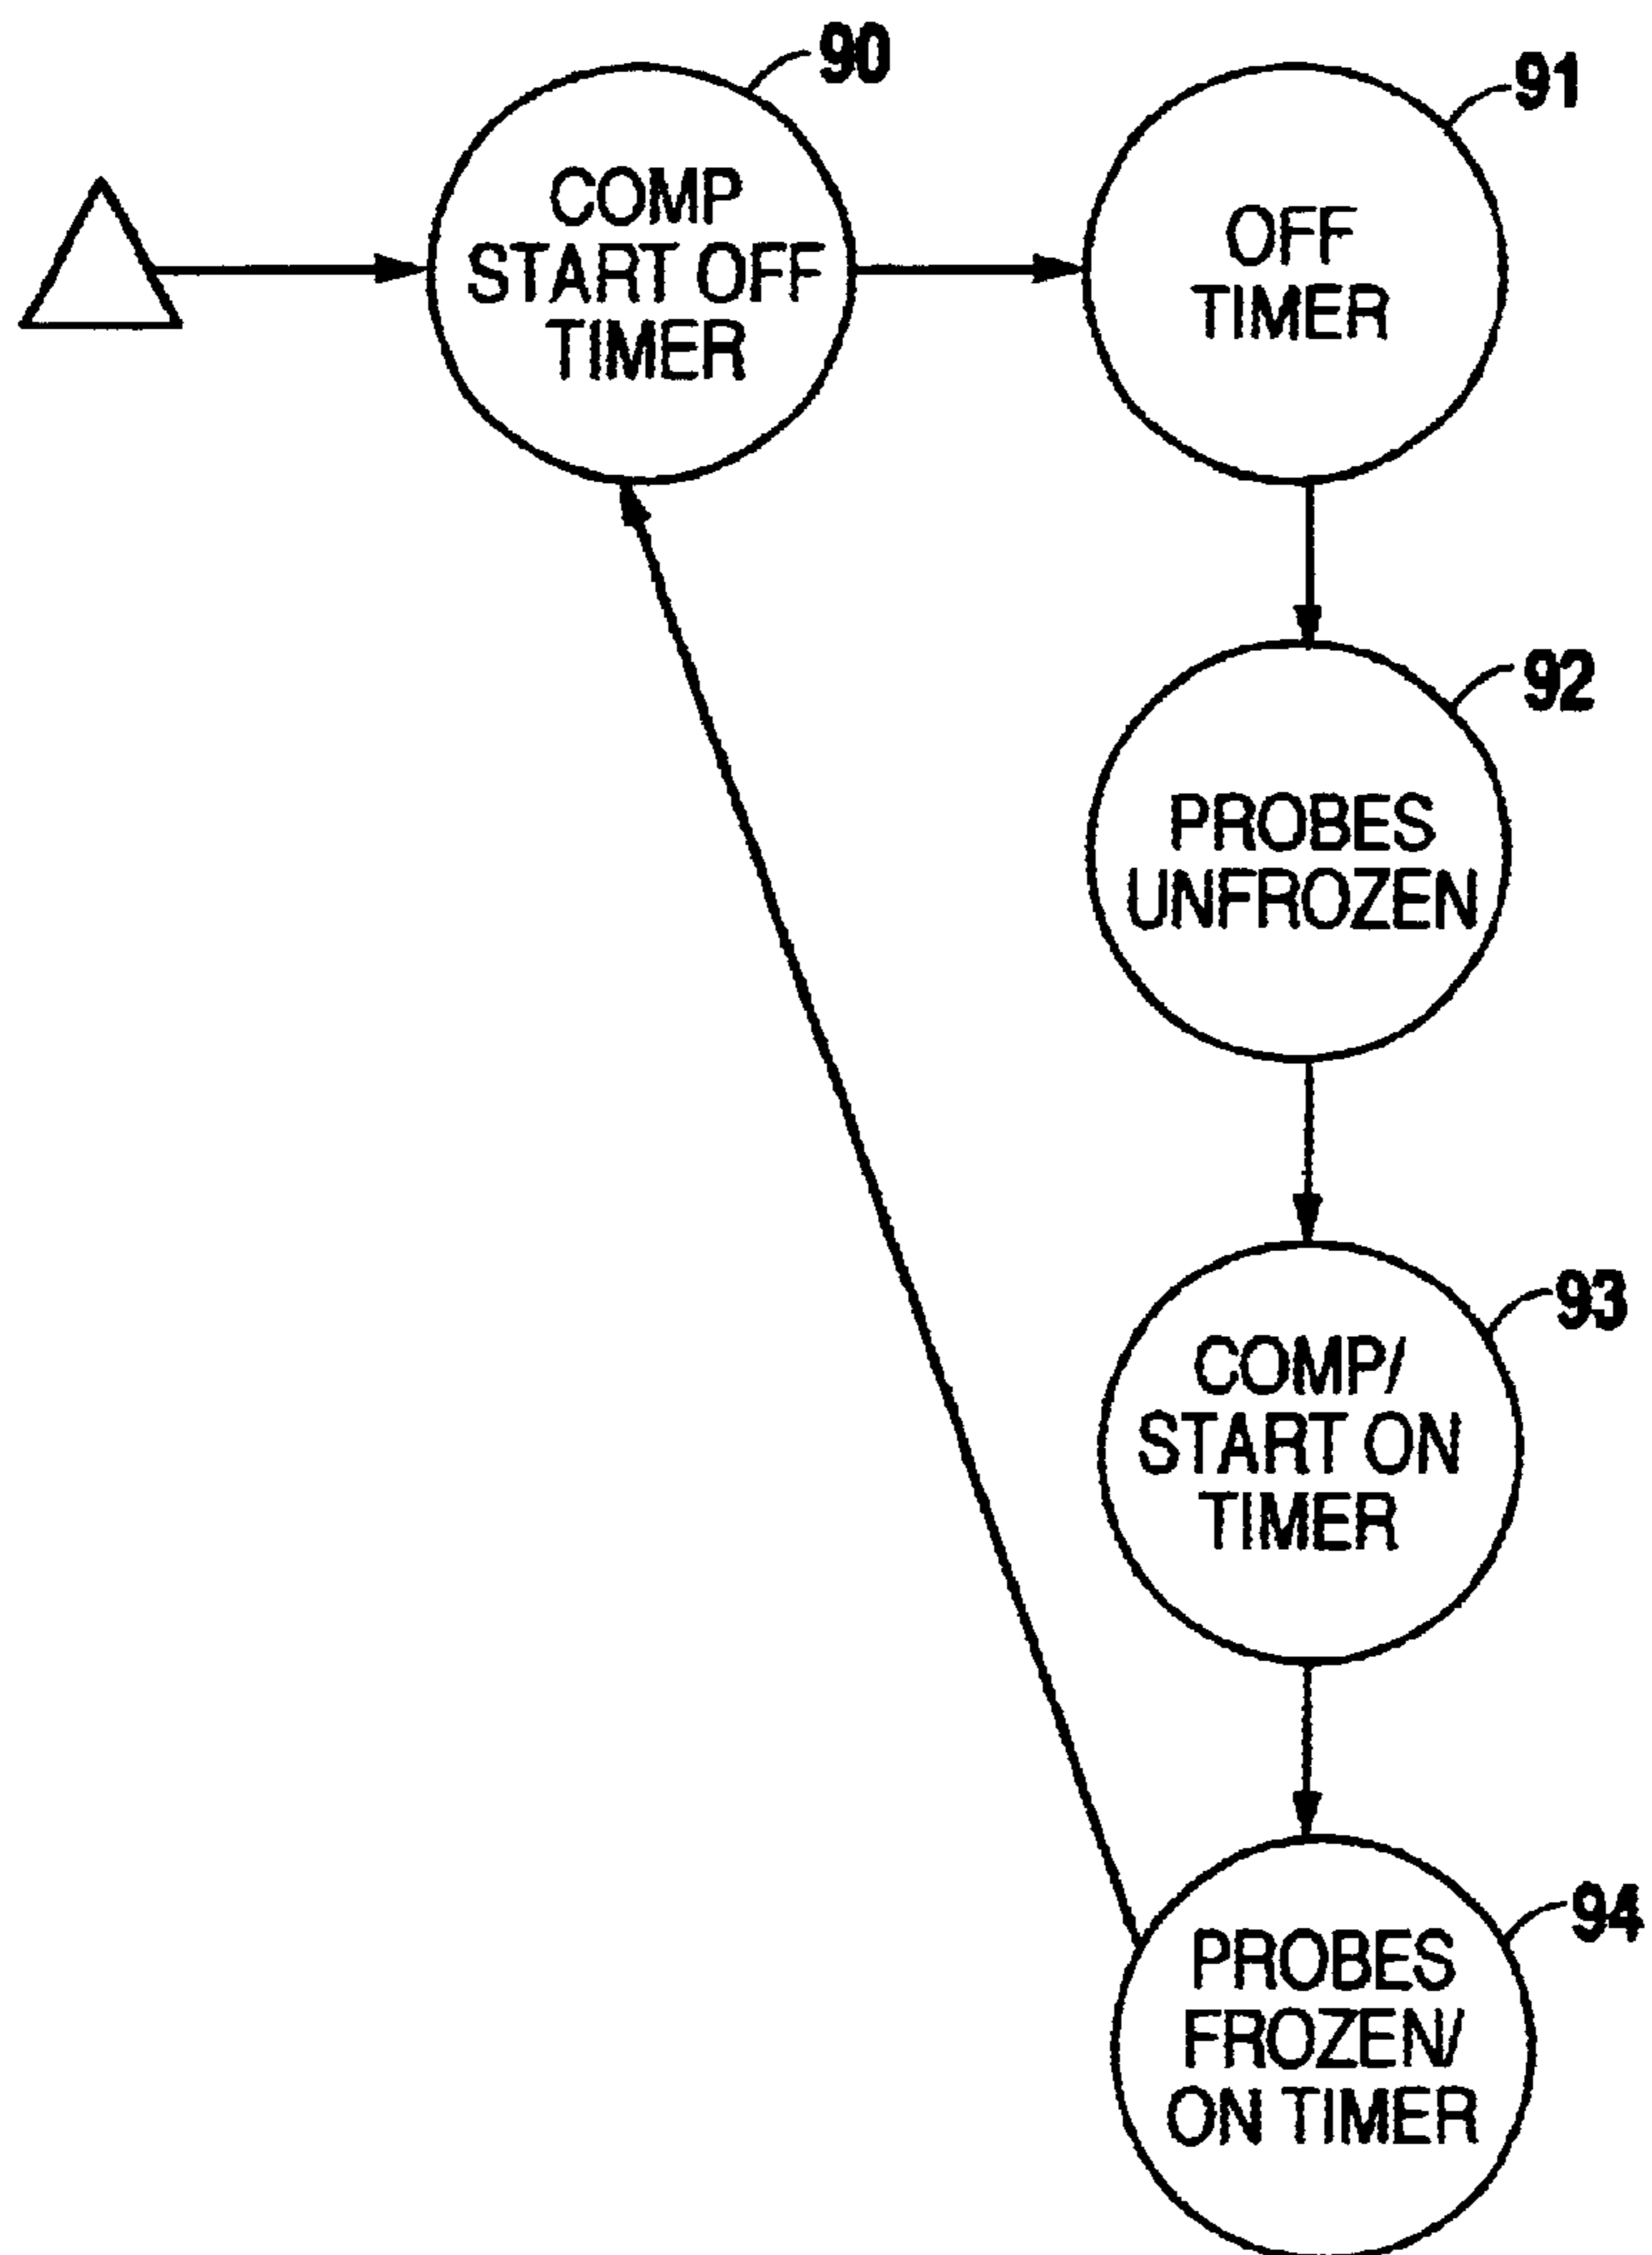 90
COMP
START OFF
TIMER
91
OFF
TIMER
92
PROBES
UNFROZEN
93
COMP/
START ON
TIMER
94
PROBES
FROZEN/
ON TIMER